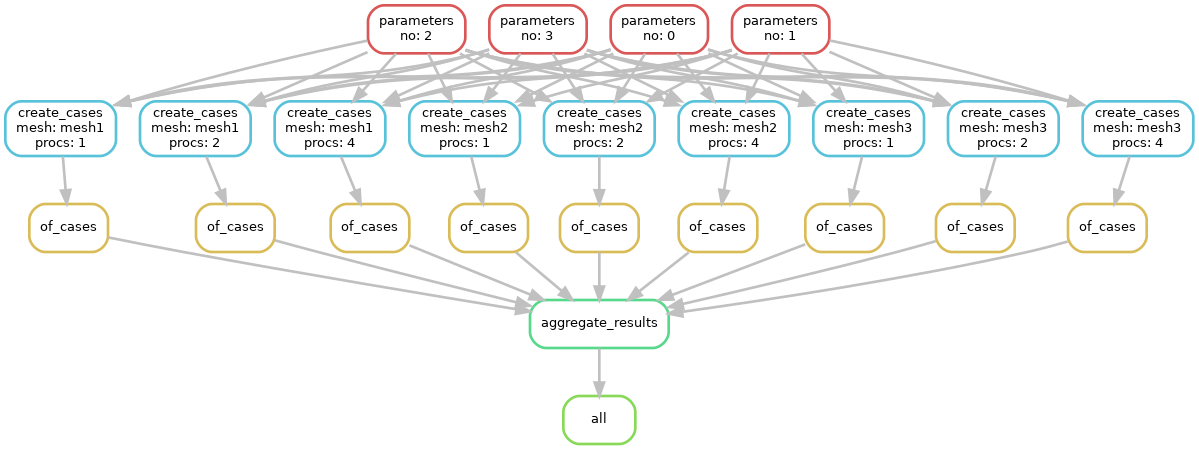 parameters
no: 2
parameters
no: 3
parameters
no: 0
parameters
no: 1
create_cases
mesh: mesh1
procs: 1
create_cases
mesh: mesh1
procs: 2
create_cases
mesh: mesh1
procs: 4
create_cases
mesh: mesh2
procs: 1
create_cases
mesh: mesh2
procs: 2
create_cases
mesh: mesh2
procs: 4
create_cases
mesh: mesh3
procs: 1
create_cases
mesh: mesh3
procs: 2
create_cases
mesh: mesh3
procs: 4
of_cases
of_cases
of_cases
of_cases
of_cases
of_cases
of_cases
of_cases
of_cases
aggregate_results
all